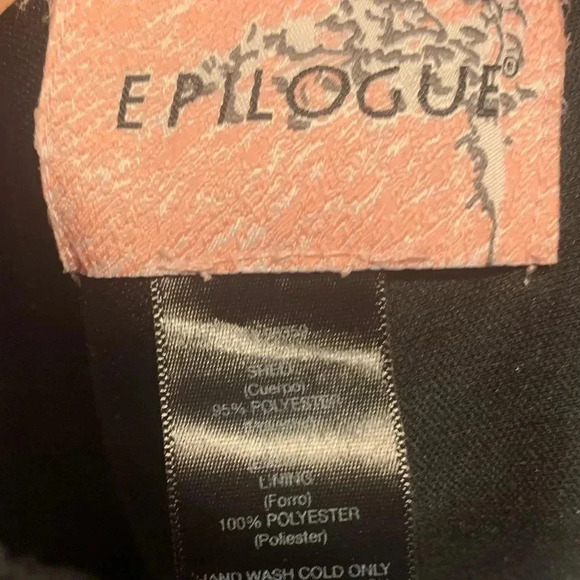 EPILOGUE®
SHELL
(Cuerpo)
95% POLYESTER
LINING
(Forro)
100% POLYESTER
(Poliester)
HAND WASH COLD ONLY